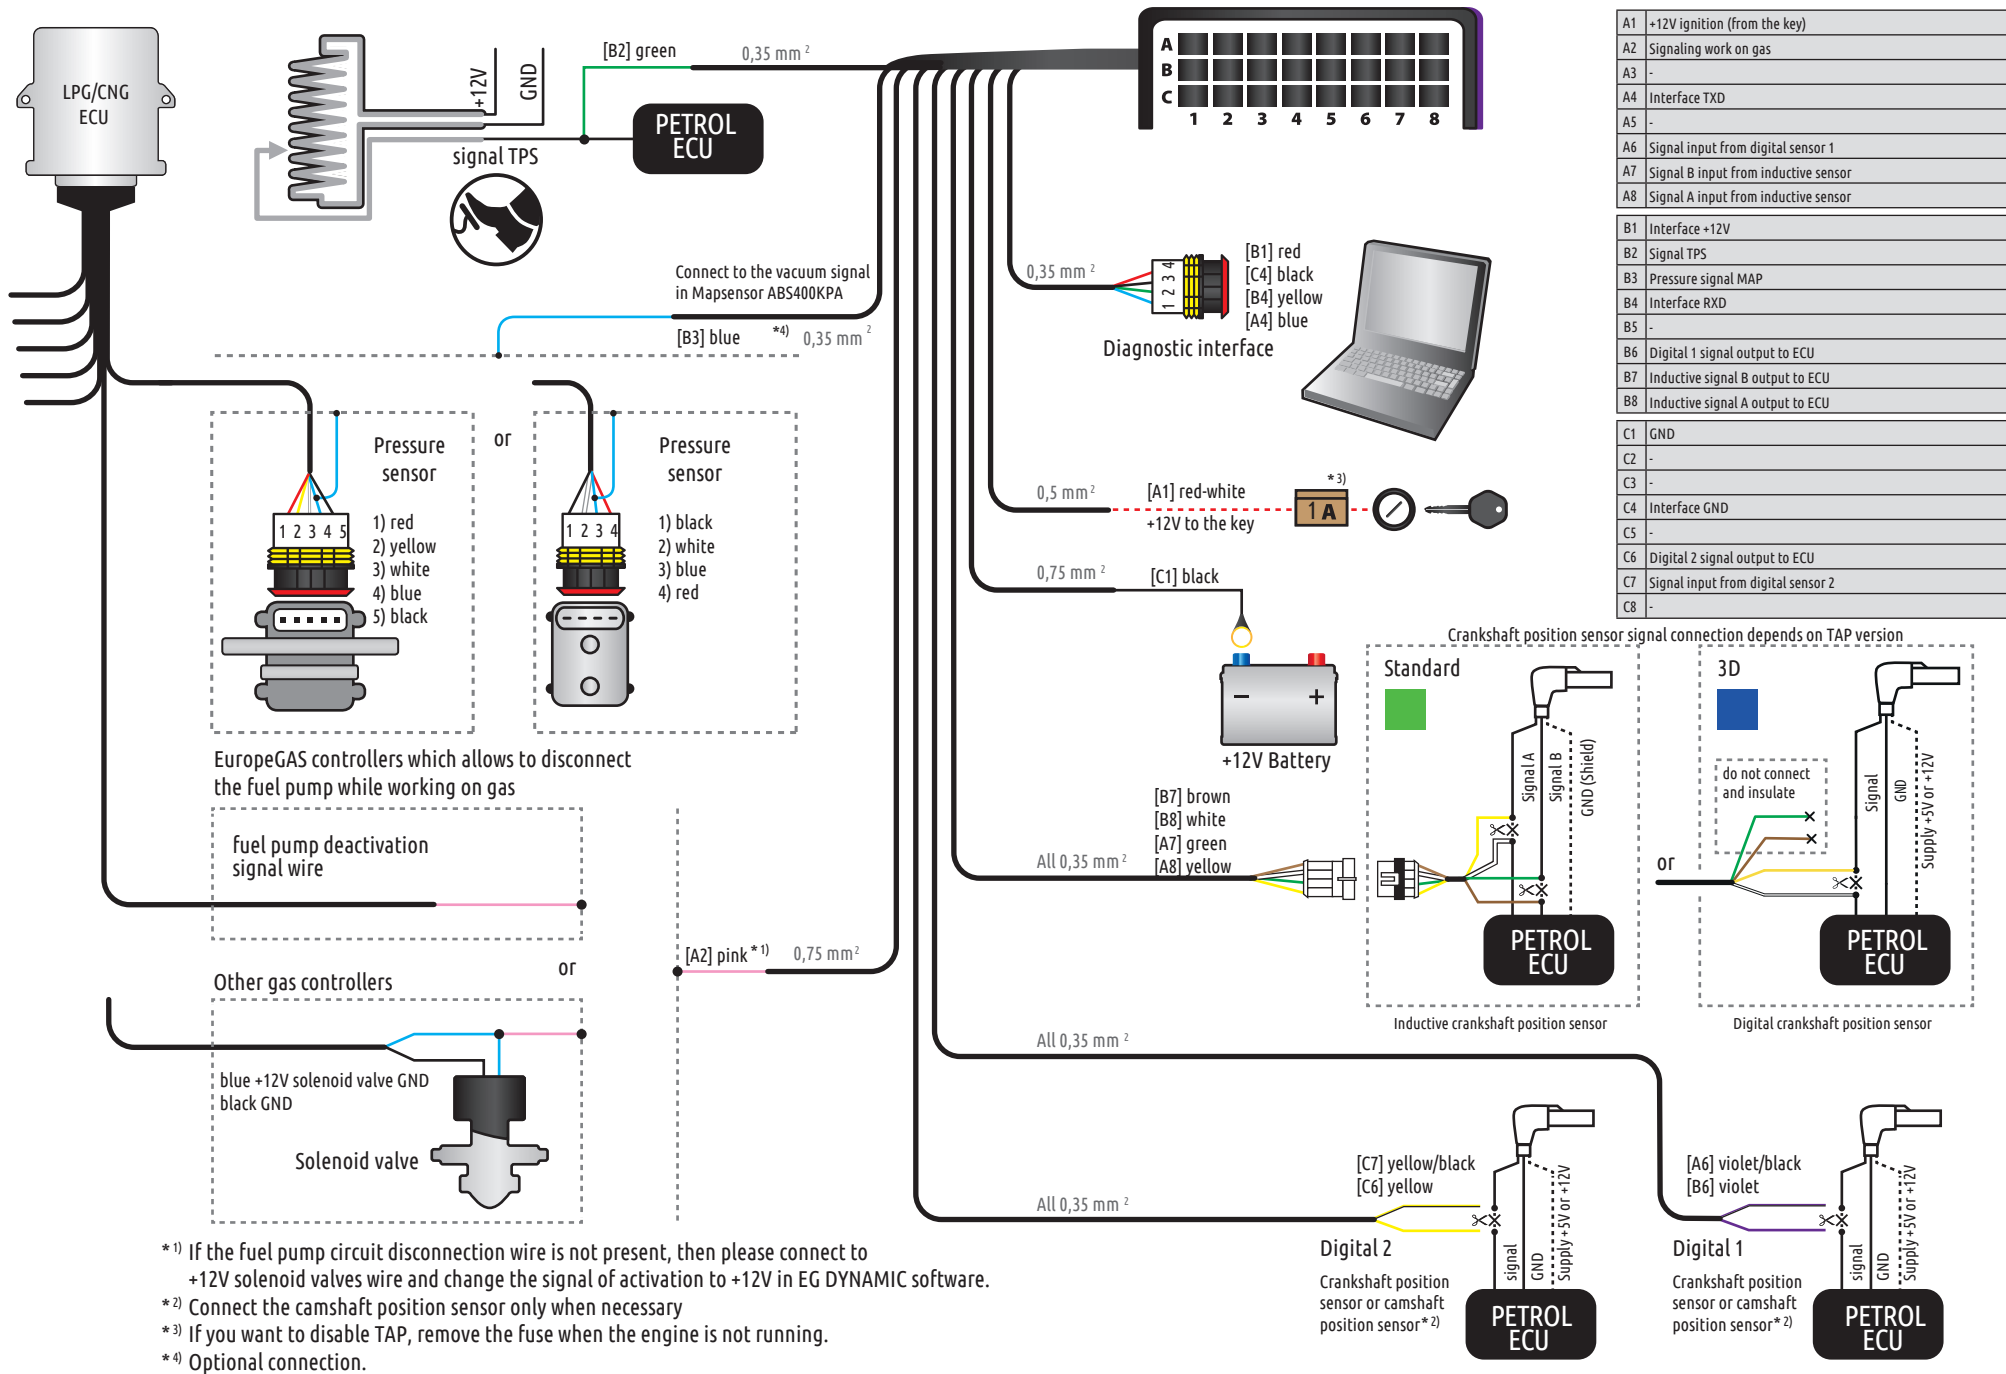 LPG/CNG
ECU
+12V
GND
signal TPS
[B2] green
0,35 mm 2
PETROL
ECU
A
B
C
1 2 3 4 5 6 7 8
A1 +12V ignition (from the key)
A2 Signaling work on gas
A3 -
A4 Interface TXD
A5 -
A6 Signal input from digital sensor 1
A7 Signal B input from inductive sensor
A8 Signal A input from inductive sensor
B1 Interface +12V
B2 Signal TPS
B3 Pressure signal MAP
B4 Interface RXD
B5 -
B6 Digital 1 signal output to ECU
B7 Inductive signal B output to ECU
B8 Inductive signal A output to ECU
C1 GND
C2 -
C3 -
C4 Interface GND
C5 -
C6 Digital 2 signal output to ECU
C7 Signal input from digital sensor 2
C8 -
Connect to the vacuum signal
in Mapsensor ABS400KPA
[B3] blue *4) 0,35 mm 2
0,35 mm 2
1 2 3 4
[B1] red
[C4] black
[B4] yellow
[A4] blue
Diagnostic interface
Pressure
sensor
1 2 3 4 5
1) red
2) yellow
3) white
4) blue
5) black
or
Pressure
sensor
1 2 3 4
1) black
2) white
3) blue
4) red
0,5 mm2
[A1] red-white
+12V to the key
*3)
1 A
0,75 mm 2
[C1] black
- +
+12V Battery
EuropeGAS controllers which allows to disconnect
the fuel pump while working on gas
fuel pump deactivation
signal wire
Other gas controllers
or
[A2] pink *1) 0,75 mm2
blue +12V solenoid valve GND
black GND
Solenoid valve
Crankshaft position sensor signal connection depends on TAP version
Standard
Signal A
Signal B
GND (Shield)
PETROL
ECU
Inductive crankshaft position sensor
[B7] brown
[B8] white
[A7] green
[A8] yellow
All 0,35 mm 2
or
3D
do not connect
and insulate
Signal
GND
Supply +5V or +12V
PETROL
ECU
Digital crankshaft position sensor
All 0,35 mm 2
All 0,35 mm 2
[C7] yellow/black
[C6] yellow
Digital 2
Crankshaft position
sensor or camshaft
position sensor*2)
signal
GND
Supply +5V or +12V
PETROL
ECU
[A6] violet/black
[B6] violet
Digital 1
Crankshaft position
sensor or camshaft
position sensor*2)
signal
GND
Supply +5V or +12V
PETROL
ECU
*1) If the fuel pump circuit disconnection wire is not present, then please connect to
+12V solenoid valves wire and change the signal of activation to +12V in EG DYNAMIC software.
*2) Connect the camshaft position sensor only when necessary
*3) If you want to disable TAP, remove the fuse when the engine is not running.
*4) Optional connection.